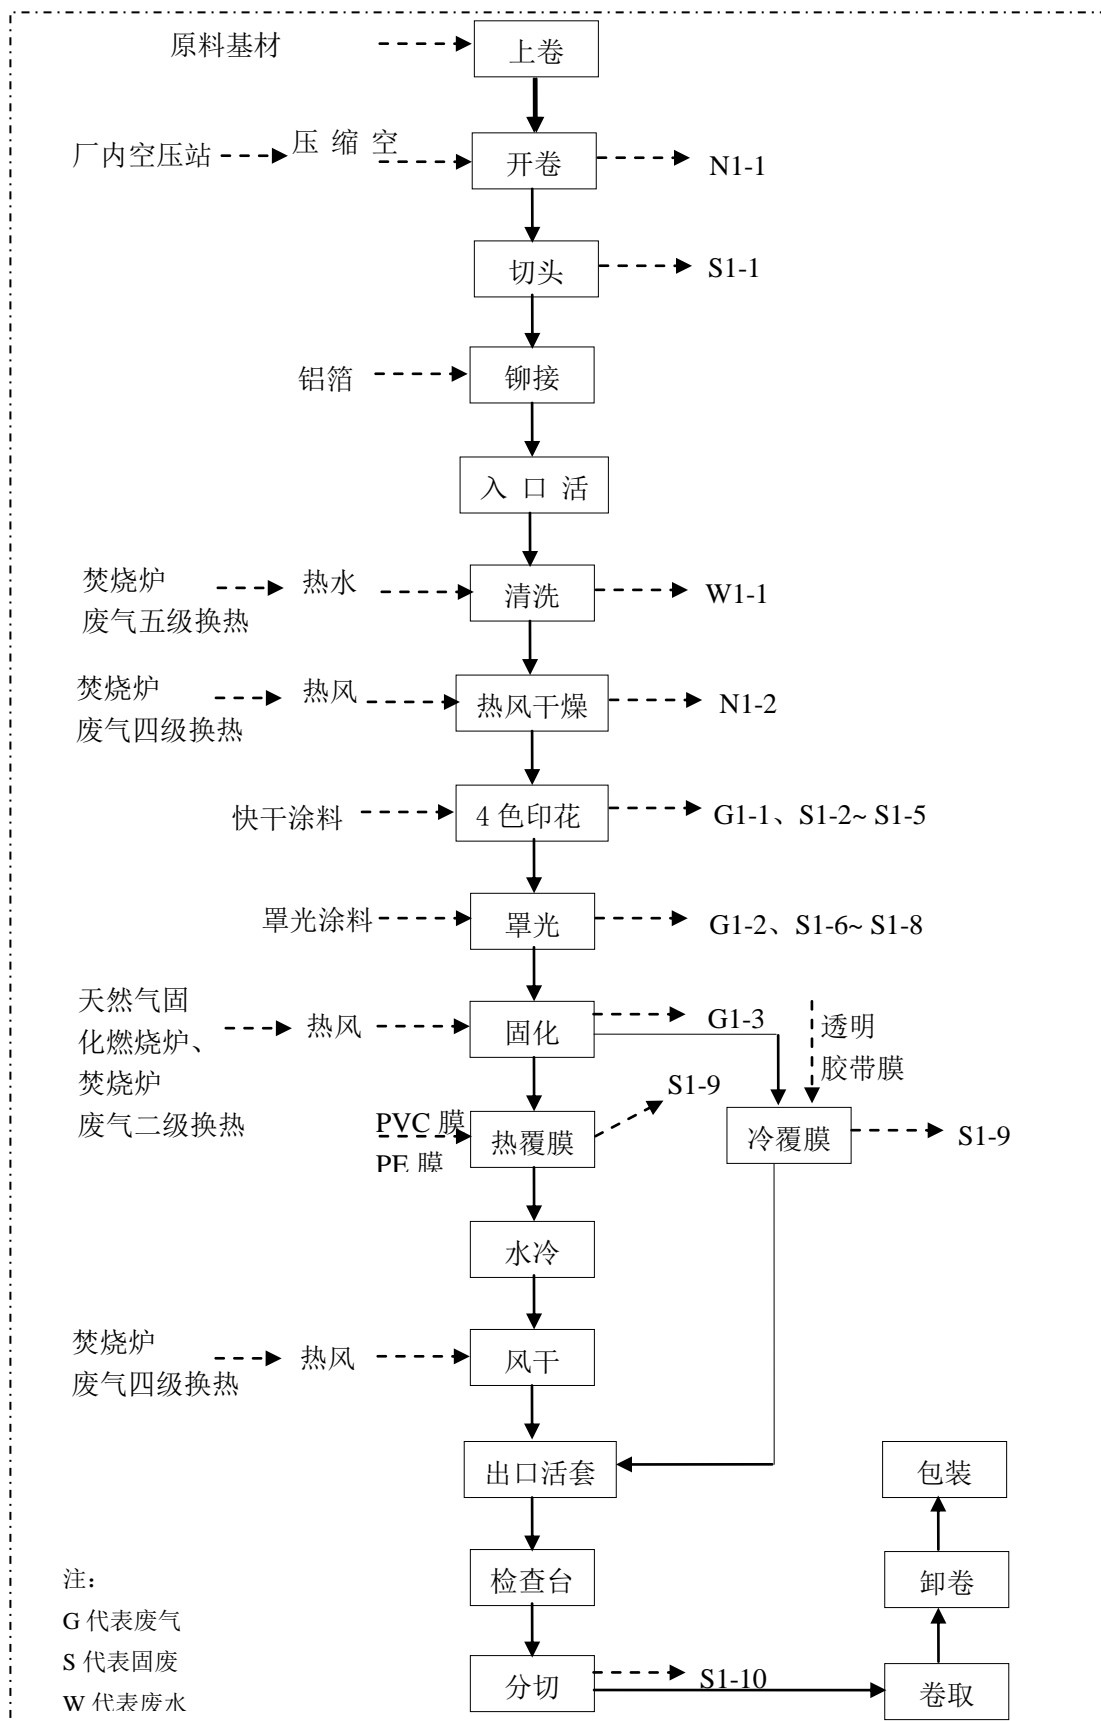 原料基材
上卷
厂内空压站
压 缩 空
开卷
N1-1
切头
S1-1
铝箔
铆接
入 口 活
焚烧炉
废气五级换热
热水
清洗
W1-1
焚烧炉
废气四级换热
热风
热风干燥
N1-2
快干涂料
4 色印花
G1-1、S1-2~ S1-5
罩光涂料
罩光
G1-2、S1-6~ S1-8
天然气固
化燃烧炉、
焚烧炉
废气二级换热
热风
固化
G1-3
透明
胶带膜
PVC 膜
PE 膜
热覆膜
S1-9
冷覆膜
S1-9
水冷
焚烧炉
废气四级换热
热风
风干
出口活套
包装
检查台
卸卷
分切
S1-10
卷取
注：
G 代表废气
S 代表固废
W 代表废水